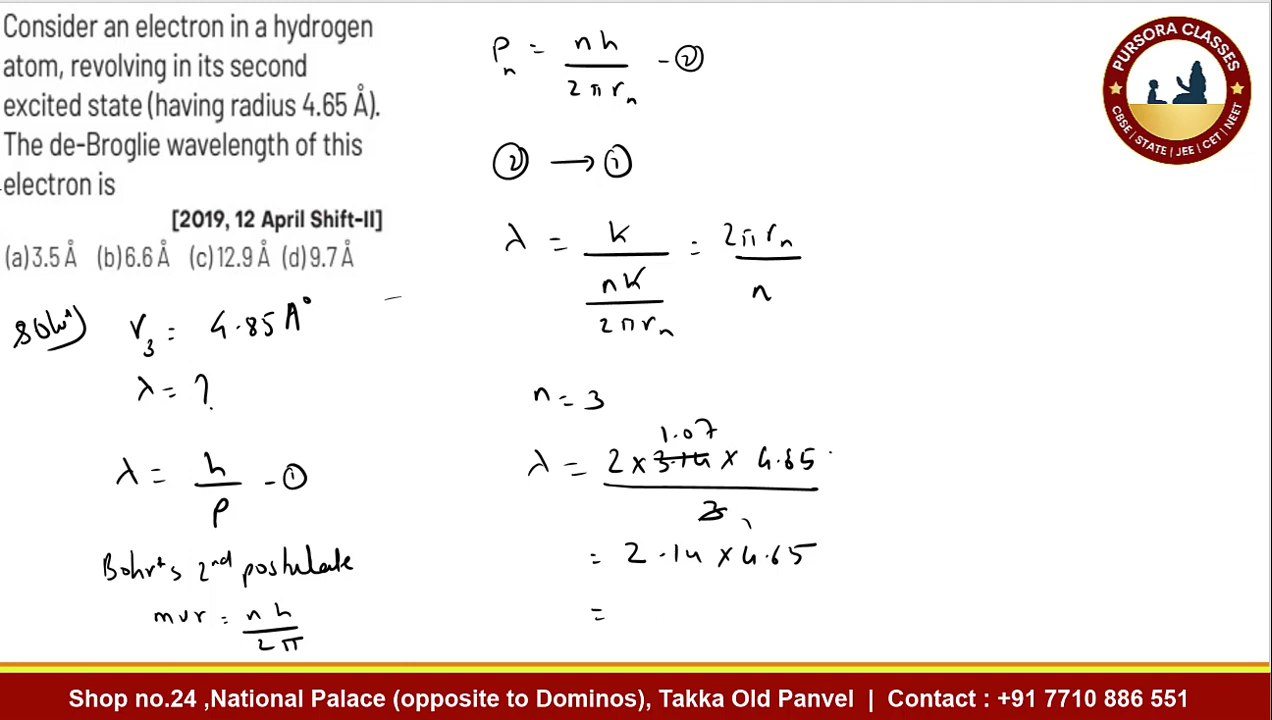 Consider an electron in a hydrogen
atom, revolving in its second
excited state (having radius 4.65 Å).
The de-Broglie wavelength of this
electron is
[2019, 12 April Shift-II]
(a) 3.5 Å (b) 6.6 Å (c) 12.9 Å (d) 9.7 Å
Solⁿ) r₃ = 4.85 A°
λ = ?
λ = h / p - ①
Bohr's 2nd postulate
mvr = nh / 2π
Pₙ = nh / 2πrₙ - ②
② → ①
λ = h / (nh / 2πrₙ) = 2πrₙ / n
n = 3
1.07
λ = 2 × 3.14 × 4.65 / 3
1
= 2.14 × 4.65
=
PURSORA CLASSES
CBSE | STATE | JEE | CET | NEET
Shop no.24 ,National Palace (opposite to Dominos), Takka Old Panvel | Contact : +91 7710 886 551